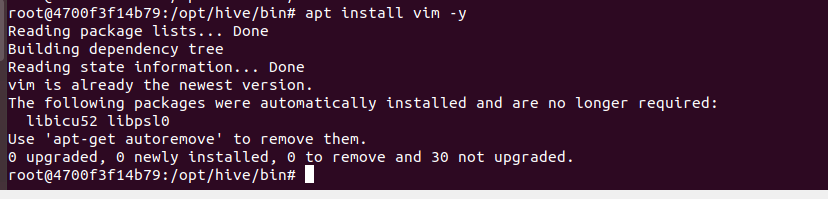 root@4700f3f14b79:/opt/hive/bin# apt install vim -y
Reading package lists... Done
Building dependency tree
Reading state information... Done
vim is already the newest version.
The following packages were automatically installed and are no longer required:
  libicu52 libpsl0
Use 'apt-get autoremove' to remove them.
0 upgraded, 0 newly installed, 0 to remove and 30 not upgraded.
root@4700f3f14b79:/opt/hive/bin#